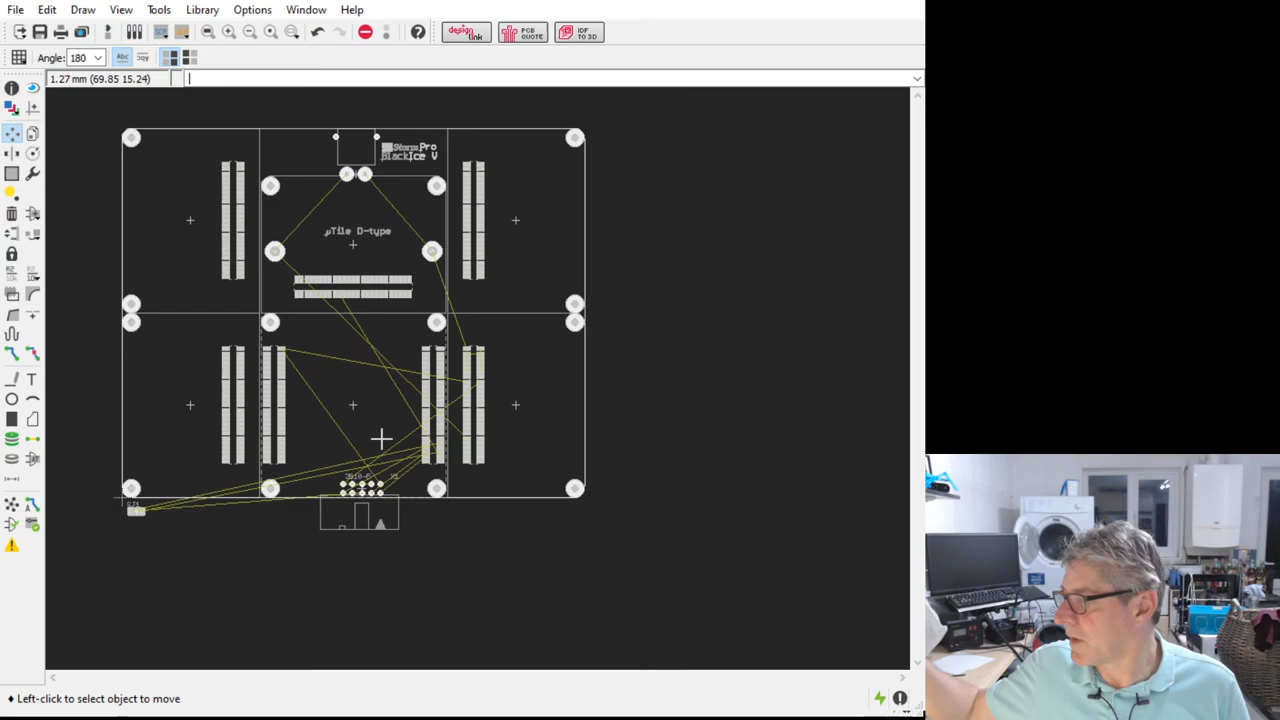 File Edit Draw View Tools Library Options Window Help
design link PCB QUOTE IDF TO 3D
Angle: 180 Abc
1.27 mm (69.85 15.24)
StormPro
BlackIce V
µTile D-type
Left-click to select object to move